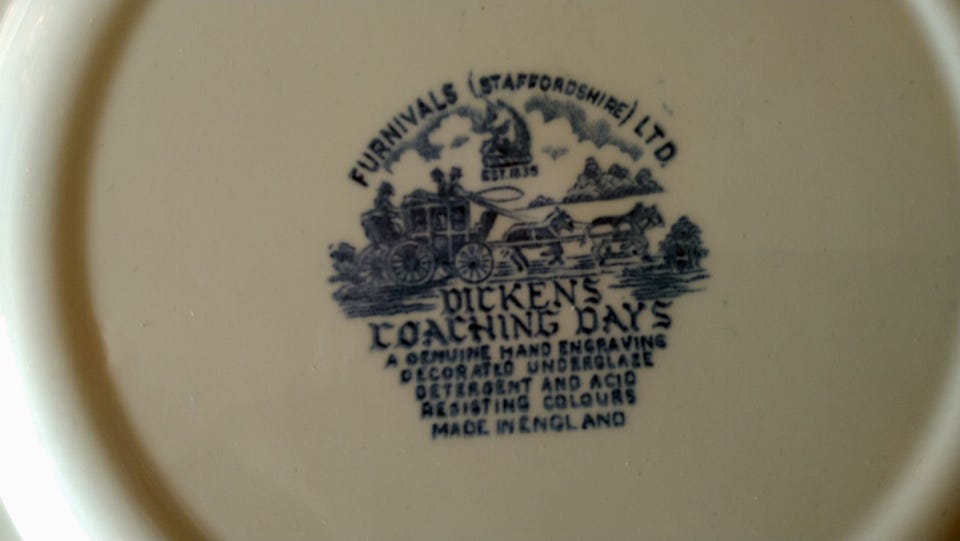 FURNIVALS (STAFFORDSHIRE) LTD.
EST. 1835
DICKENS
COACHING DAYS
A GENUINE HAND ENGRAVING
DECORATED UNDERGLAZE
DETERGENT AND ACID
RESISTING COLOURS
MADE IN ENGLAND